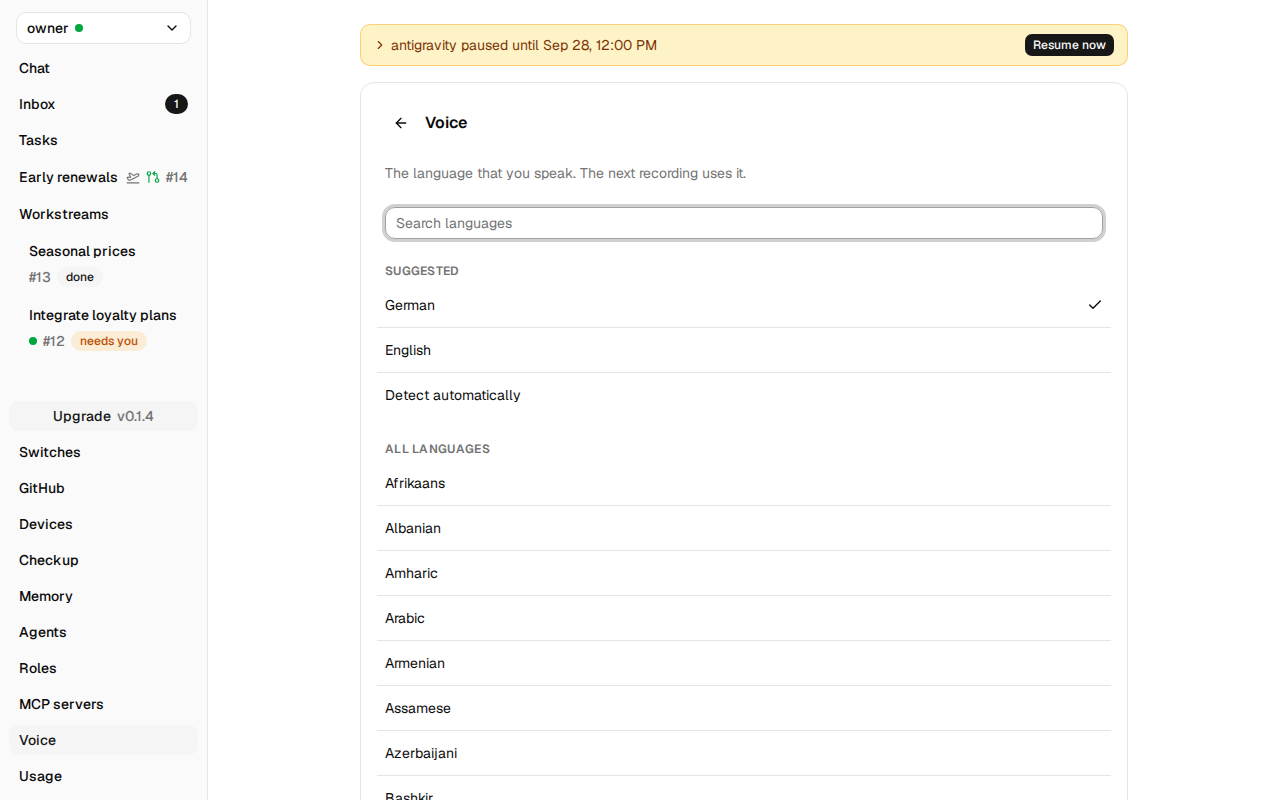 owner
Chat
Inbox 1
Tasks
Early renewals #14
Workstreams
Seasonal prices
#13 done
Integrate loyalty plans
#12 needs you
Upgrade v0.1.4
Switches
GitHub
Devices
Checkup
Memory
Agents
Roles
MCP servers
Voice
Usage
antigravity paused until Sep 28, 12:00 PM Resume now
Voice
The language that you speak. The next recording uses it.
Search languages
SUGGESTED
German
English
Detect automatically
ALL LANGUAGES
Afrikaans
Albanian
Amharic
Arabic
Armenian
Assamese
Azerbaijani
Bashkir